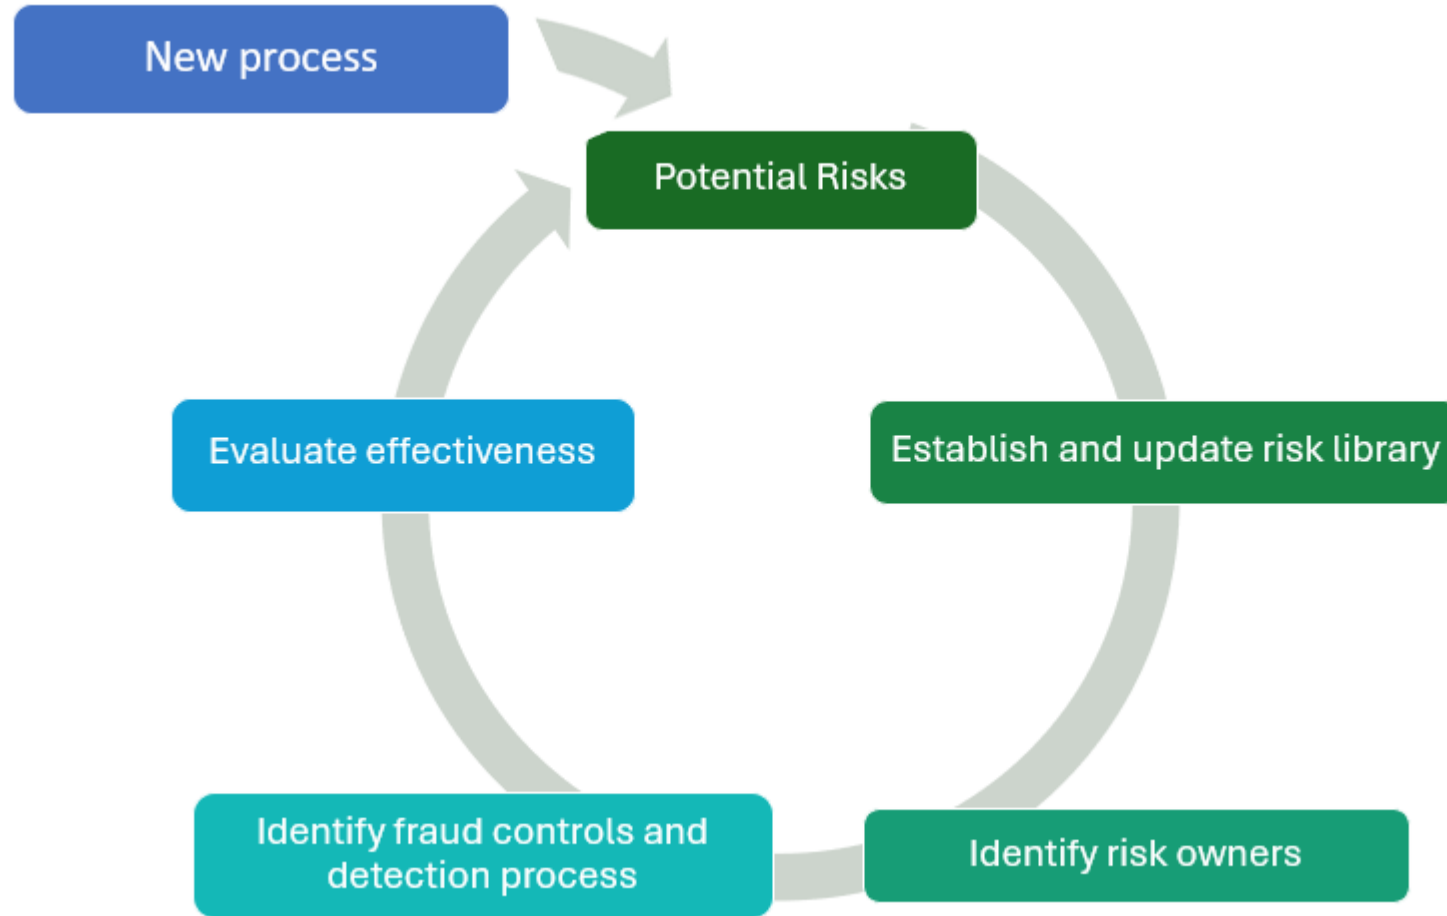 New process
Potential Risks
Establish and update risk library
Identify risk owners
Identify fraud controls and
detection process
Evaluate effectiveness